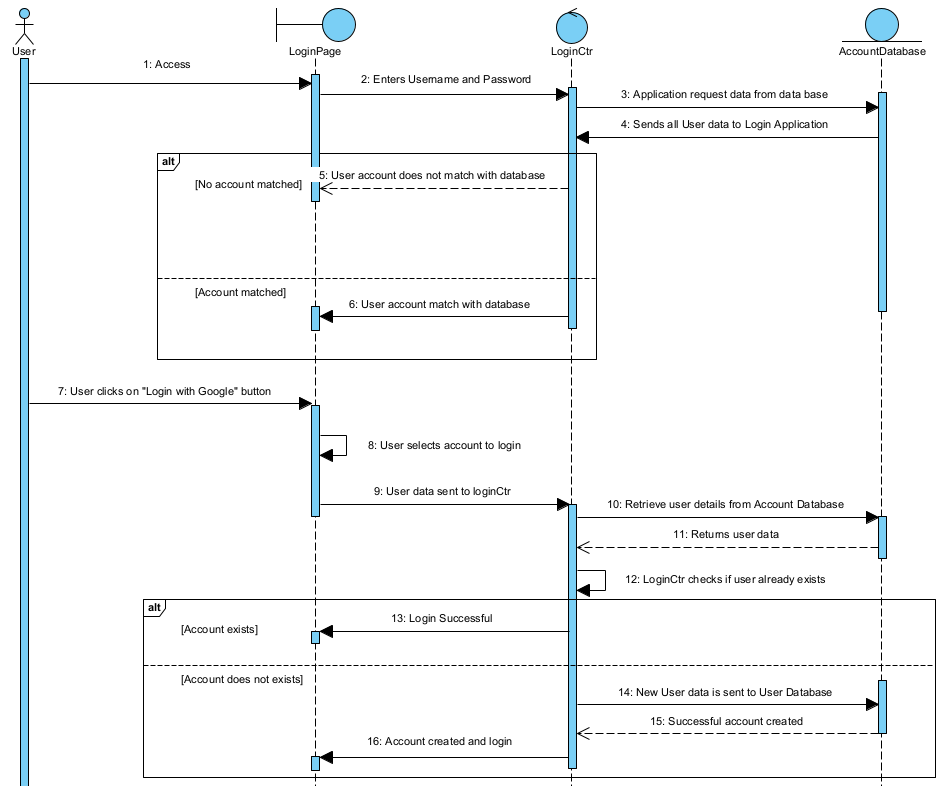 User
LoginPage
LoginCtr
AccountDatabase
1: Access
2: Enters Username and Password
3: Application request data from data base
4: Sends all User data to Login Application
alt
[No account matched]
5: User account does not match with database
[Account matched]
6: User account match with database
7: User clicks on "Login with Google" button
8: User selects account to login
9: User data sent to loginCtr
10: Retrieve user details from Account Database
11: Returns user data
12: LoginCtr checks if user already exists
alt
[Account exists]
13: Login Successful
[Account does not exists]
14: New User data is sent to User Database
15: Successful account created
16: Account created and login